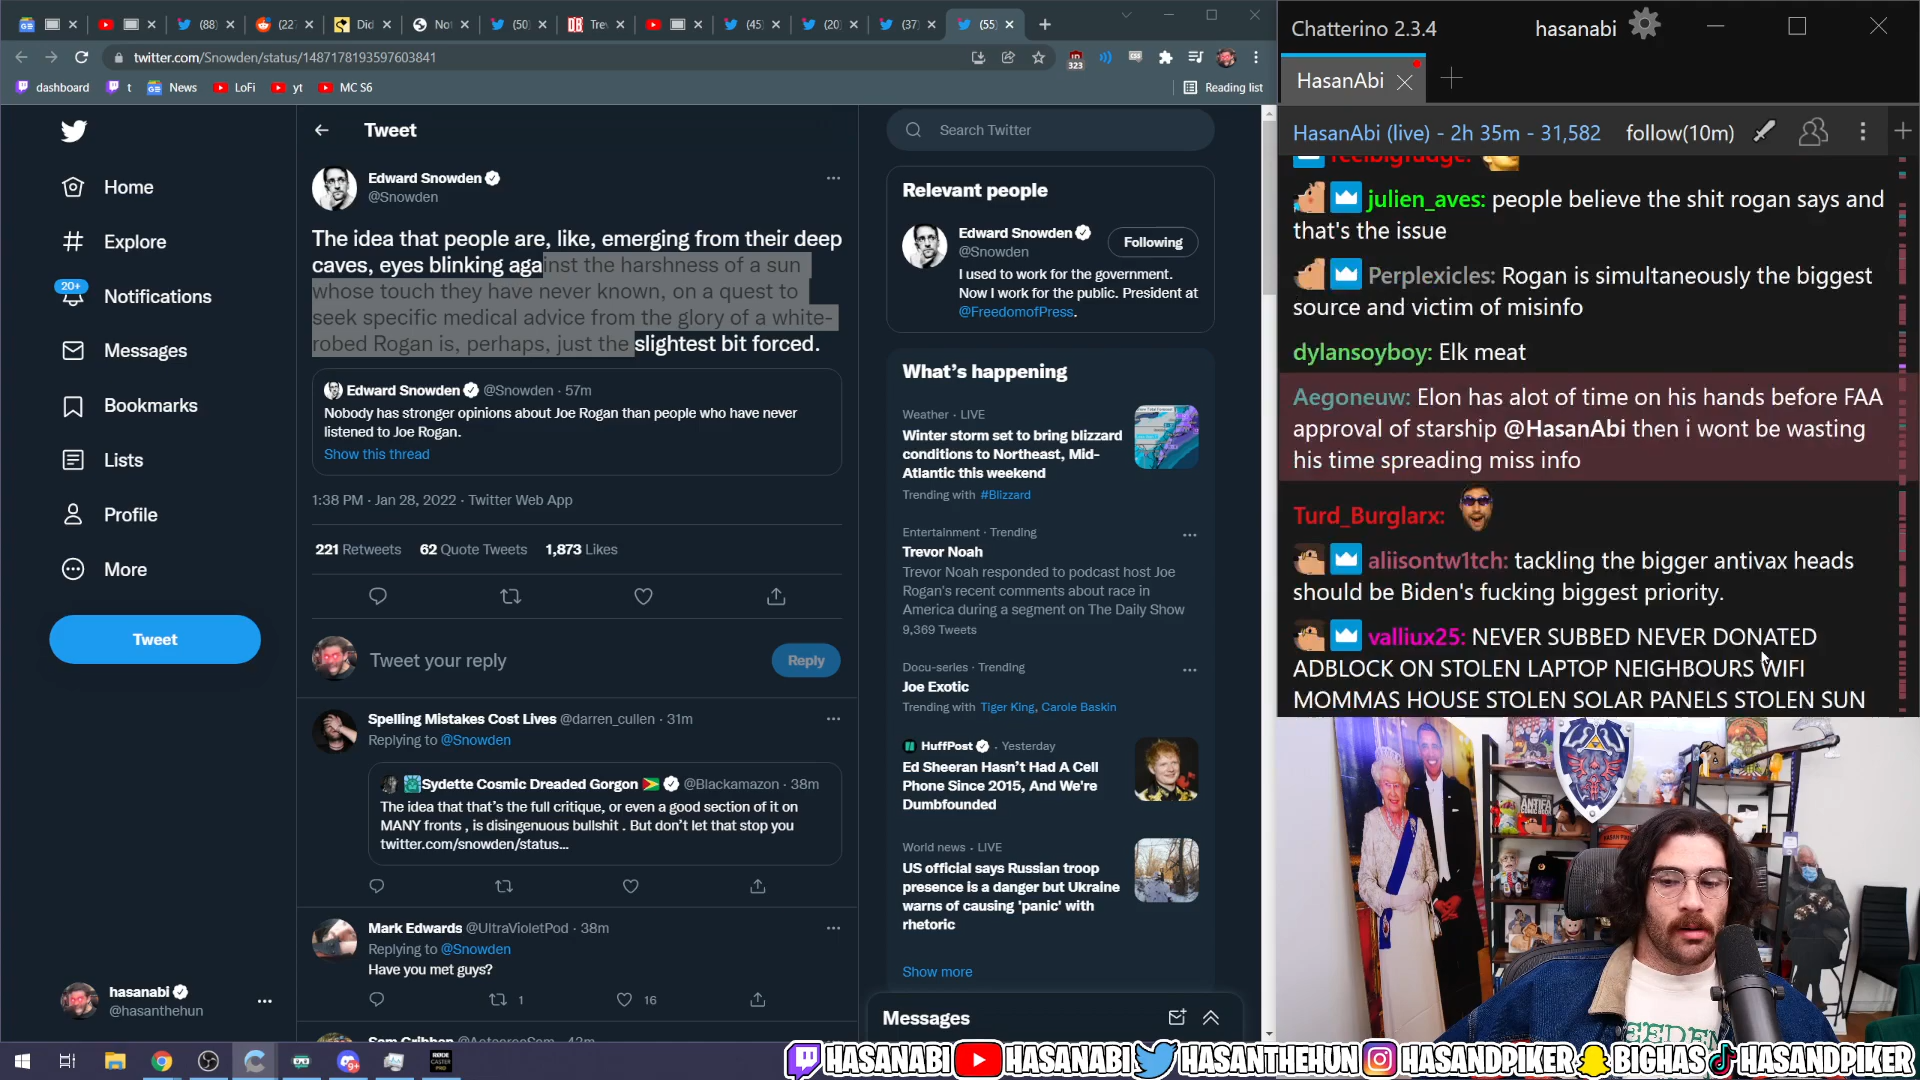 (88)
(227
Did
Not
(50)
Trev
(45)
(20)
(37)
(55)
twitter.com/Snowden/status/1487178193597603841
323
dashboard
t
News
LoFi
yt
MC S6
Reading list
Home
Explore
20+
Notifications
Messages
Bookmarks
Lists
Profile
More
Tweet
hasanabi
@hasanthehun
Tweet
Edward Snowden
@Snowden
The idea that people are, like, emerging from their deep
caves, eyes blinking against the harshness of a sun
whose touch they have never known, on a quest to
seek specific medical advice from the glory of a white-
robed Rogan is, perhaps, just the slightest bit forced.
Edward Snowden @Snowden · 57m
Nobody has stronger opinions about Joe Rogan than people who have never
listened to Joe Rogan.
Show this thread
1:38 PM · Jan 28, 2022 · Twitter Web App
221 Retweets 62 Quote Tweets 1,873 Likes
Tweet your reply
Reply
Spelling Mistakes Cost Lives @darren_cullen · 31m
Replying to @Snowden
Sydette Cosmic Dreaded Gorgon @Blackamazon · 38m
The idea that that's the full critique, or even a good section of it on
MANY fronts , is disingenuous bullshit . But don't let that stop you
twitter.com/snowden/status...
Mark Edwards @UltraVioletPod · 38m
Replying to @Snowden
Have you met guys?
1
16
Search Twitter
Relevant people
Edward Snowden
@Snowden
Following
I used to work for the government.
Now I work for the public. President at
@FreedomofPress.
What's happening
Weather · LIVE
Winter storm set to bring blizzard
conditions to Northeast, Mid-
Atlantic this weekend
Trending with #Blizzard
Entertainment · Trending
Trevor Noah
Trevor Noah responded to podcast host Joe
Rogan's recent comments about race in
America during a segment on The Daily Show
9,369 Tweets
Docu-series · Trending
Joe Exotic
Trending with Tiger King, Carole Baskin
HuffPost · Yesterday
Ed Sheeran Hasn't Had A Cell
Phone Since 2015, And We're
Dumbfounded
World news · LIVE
US official says Russian troop
presence is a danger but Ukraine
warns of causing 'panic' with
rhetoric
Show more
Messages
Chatterino 2.3.4
hasanabi
HasanAbi
HasanAbi (live) - 2h 35m - 31,582 follow(10m)
julien_aves: people believe the shit rogan says and
that's the issue
Perplexicles: Rogan is simultaneously the biggest
source and victim of misinfo
dylansoyboy: Elk meat
Aegoneuw: Elon has alot of time on his hands before FAA
approval of starship @HasanAbi then i wont be wasting
his time spreading miss info
Turd_Burglarx:
aliisontw1tch: tackling the bigger antivax heads
should be Biden's fucking biggest priority.
valliux25: NEVER SUBBED NEVER DONATED
ADBLOCK ON STOLEN LAPTOP NEIGHBOURS WIFI
MOMMAS HOUSE STOLEN SOLAR PANELS STOLEN SUN
HASANABI
HASANABI
HASANTHEHUN
HASANDPIKER
BIGHAS
HASANDPIKER